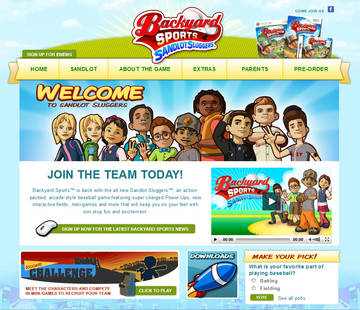 COME JOIN US
Backyard
SPORTS
SANDLOT SLUGGERS
SIGN UP FOR ENEWS
HOME SANDLOT ABOUT THE GAME EXTRAS PARENTS PRE-ORDER
WELCOME
TO SANDLOT SLUGGERS
JOIN THE TEAM TODAY!
Backyard Sports™ is back with the all new Sandlot Sluggers™, an action-
packed, arcade-style baseball game featuring super charged Power-Ups, new
interactive fields, mini-games and more that will keep you on your feet with
non-stop fun and excitement.
SIGN UP NOW FOR THE LATEST BACKYARD SPORTS NEWS
Backyard
SPORTS
SANDLOT SLUGGERS
00:00 00:00
CHALLENGE
MEET THE CHARACTERS AND COMPETE
IN MINI GAMES TO RECRUIT YOUR TEAM
CLICK TO PLAY
DOWNLOADS
MAKE YOUR PICK!
What is your favorite part of
playing baseball?
Batting
Fielding
VOTE See all polls